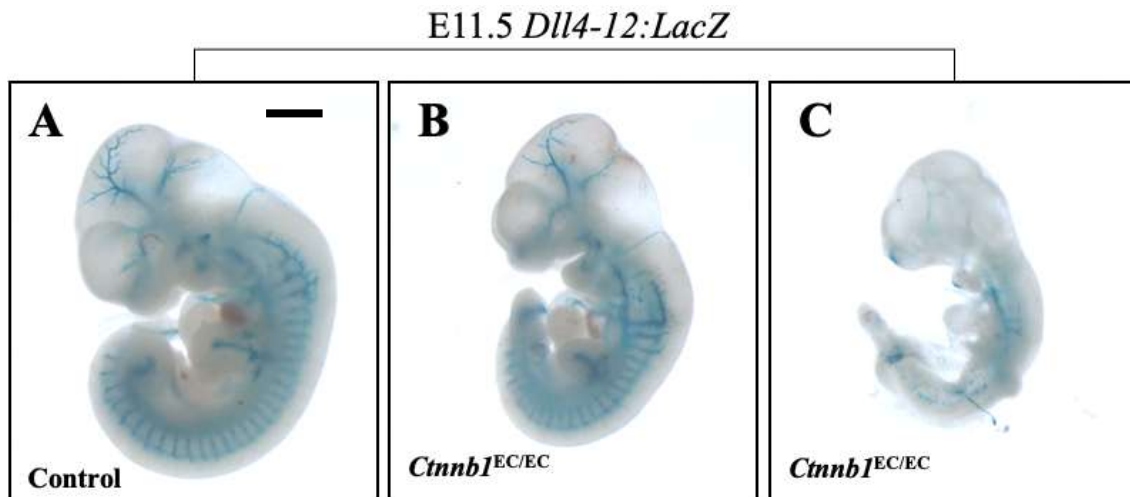 E11.5 Dll4-12:LacZ
A
B
C
Control
Ctnnb1EC/EC
Ctnnb1EC/EC